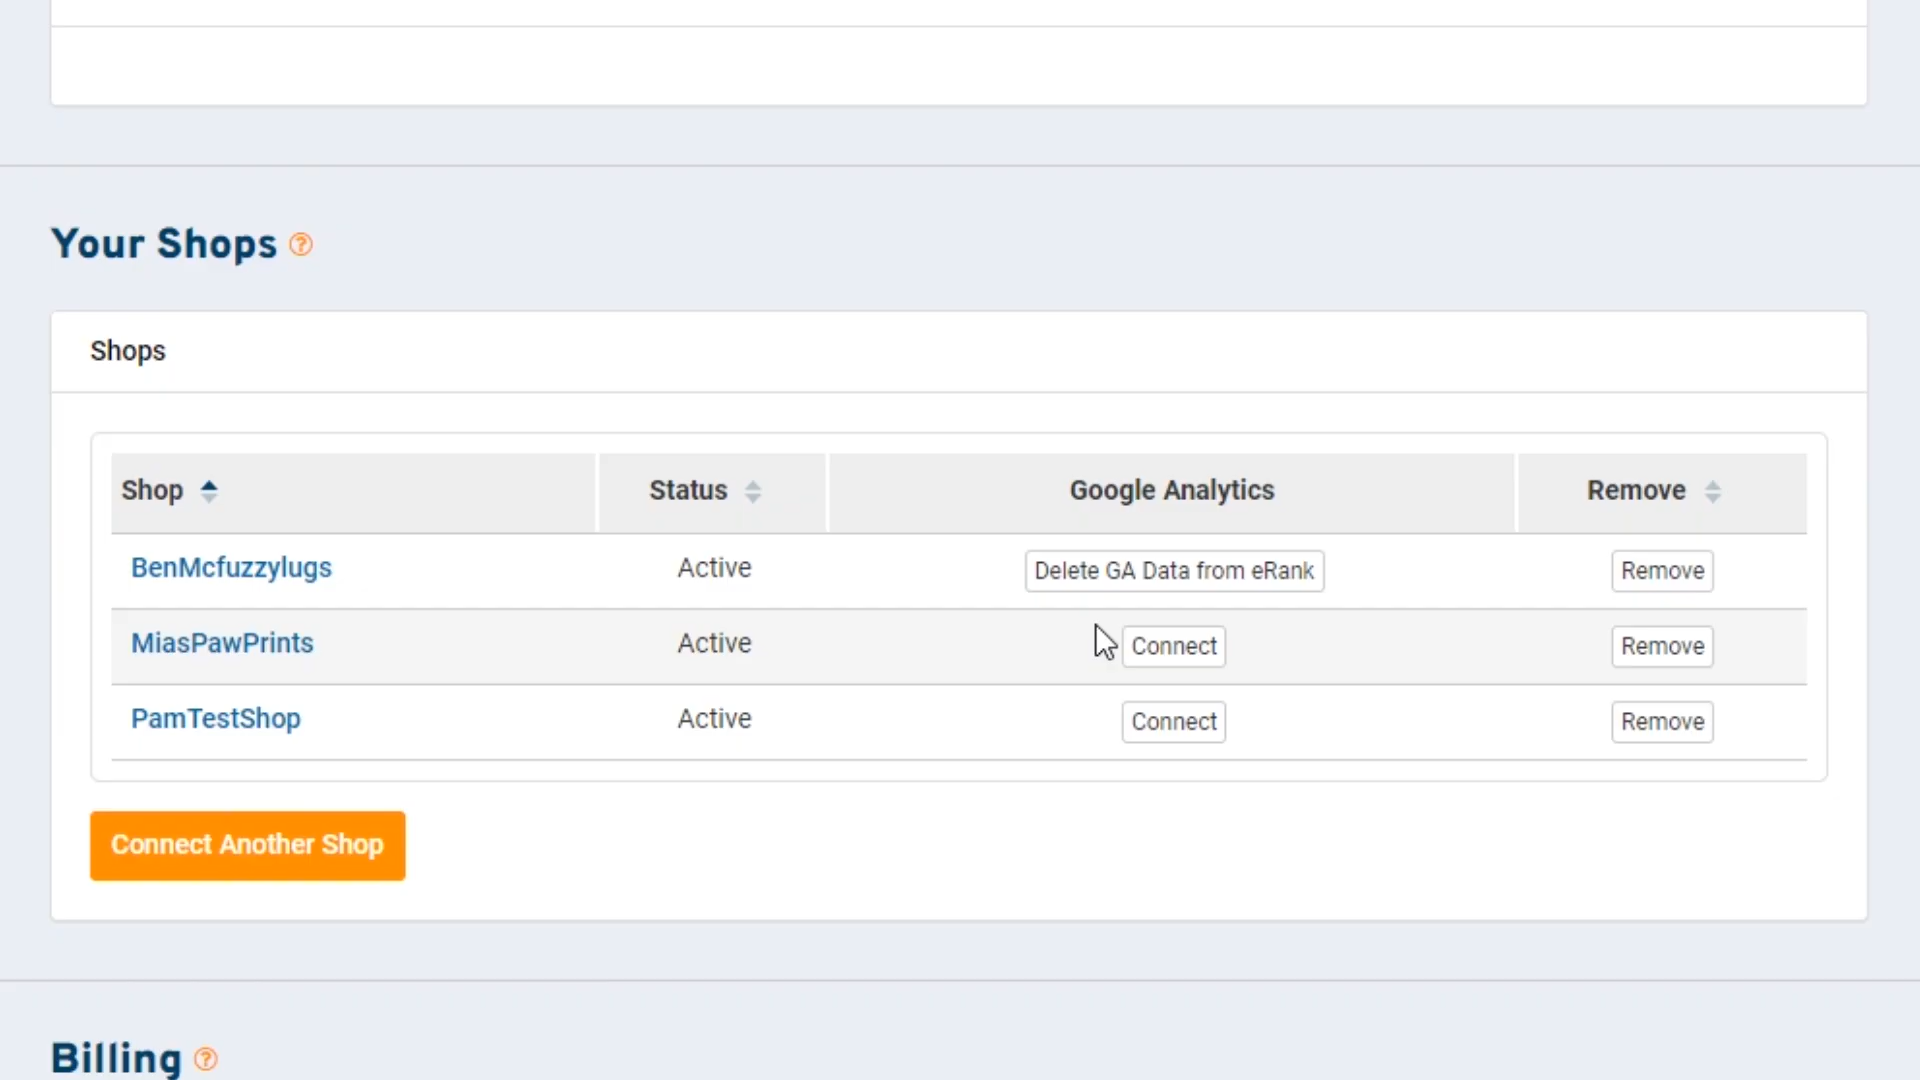 Your Shops ?
Shops
Shop Status Google Analytics Remove
BenMcfuzzylugs Active Delete GA Data from eRank Remove
MiasPawPrints Active Connect Remove
PamTestShop Active Connect Remove
Connect Another Shop
Billing ?